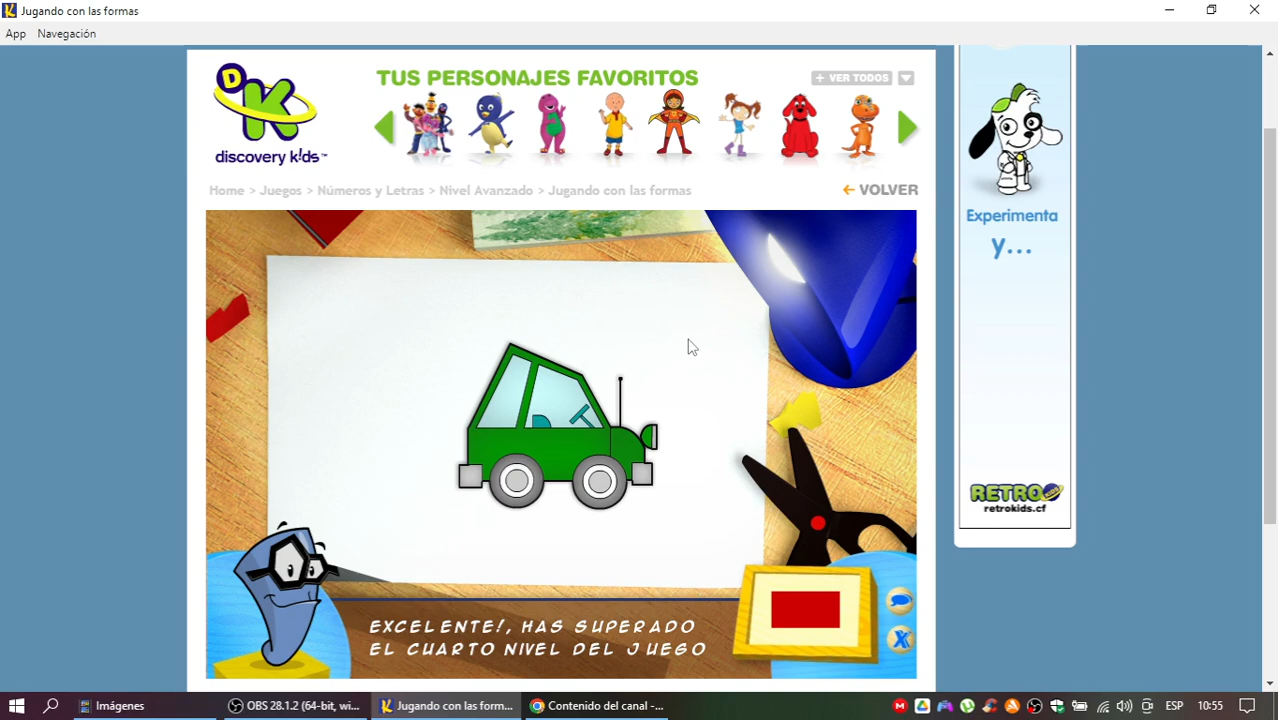 Jugando con las formas
App Navegación
D
K
discovery k!ds™
TUS PERSONAJES FAVORITOS
+ VER TODOS
Home > Juegos > Números y Letras > Nivel Avanzado > Jugando con las formas
VOLVER
Experimenta
y...
RETRO KIDS
retrokids.cf
EXCELENTE!, HAS SUPERADO
EL CUARTO NIVEL DEL JUEGO
X
Imágenes
OBS 28.1.2 (64-bit, wi...
Jugando con las form...
Contenido del canal -...
ESP
10:55